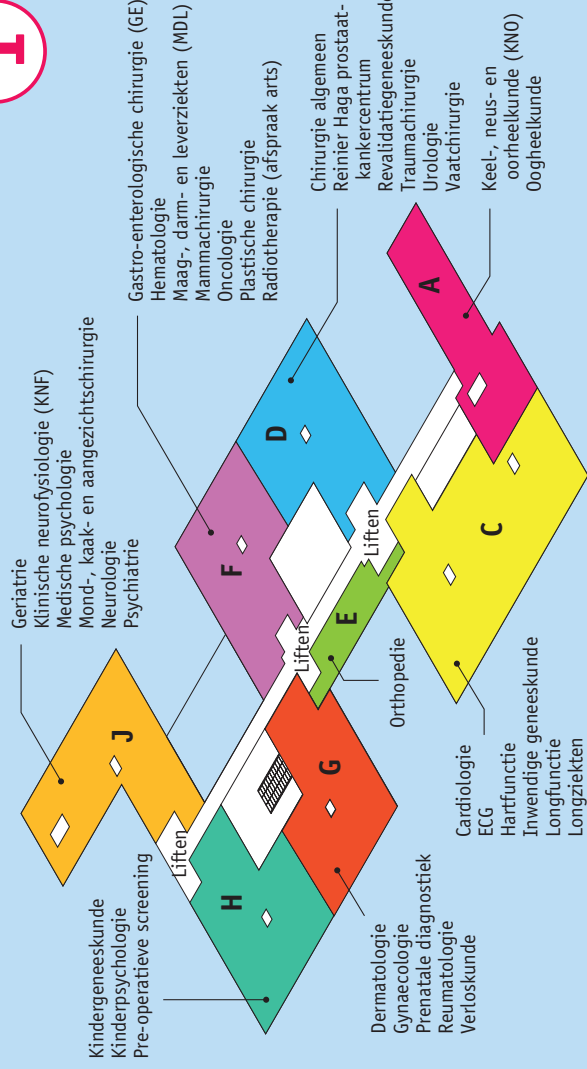 T
Geriatrie
Klinische neurofysiologie (KNF)
Medische psychologie
Mond-, kaak- en aangezichtschirurgie
Neurologie
Psychiatrie
Kindergeneeskunde
Kinderpsychologie
Pre-operatieve screening
Gastro-enterologische chirurgie (GE)
Hematologie
Maag-, darm- en leverziekten (MDL)
Mammachirurgie
Oncologie
Plastische chirurgie
Radiotherapie (afspraak arts)
J
Liften
H
F
D
Liften
G
E
Liften
A
C
Chirurgie algemeen
Reinier Haga prostaat-
kankercentrum
Revalidatiegeneeskunde
Traumachirurgie
Urologie
Vaatchirurgie
Dermatologie
Gynaecologie
Prenatale diagnostiek
Reumatologie
Verloskunde
Orthopedie
Cardiologie
ECG
Hartfunctie
Inwendige geneeskunde
Longfunctie
Longziekten
Keel-, neus- en
oorheelkunde (KNO)
Oogheelkunde